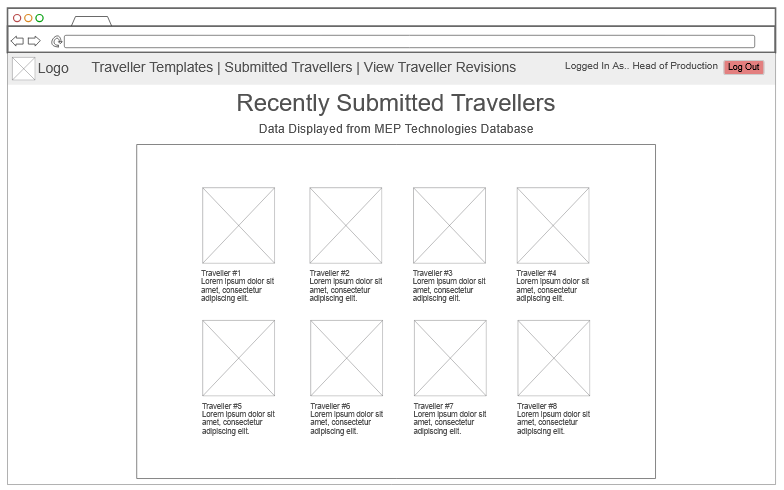 Logo
Traveller Templates | Submitted Travellers | View Traveller Revisions
Logged In As.. Head of Production
Log Out
Recently Submitted Travellers
Data Displayed from MEP Technologies Database
Traveller #1
Lorem ipsum dolor sit
amet, consectetur
adipiscing elit.
Traveller #2
Lorem ipsum dolor sit
amet, consectetur
adipiscing elit.
Traveller #3
Lorem ipsum dolor sit
amet, consectetur
adipiscing elit.
Traveller #4
Lorem ipsum dolor sit
amet, consectetur
adipiscing elit.
Traveller #5
Lorem ipsum dolor sit
amet, consectetur
adipiscing elit.
Traveller #6
Lorem ipsum dolor sit
amet, consectetur
adipiscing elit.
Traveller #7
Lorem ipsum dolor sit
amet, consectetur
adipiscing elit.
Traveller #8
Lorem ipsum dolor sit
amet, consectetur
adipiscing elit.